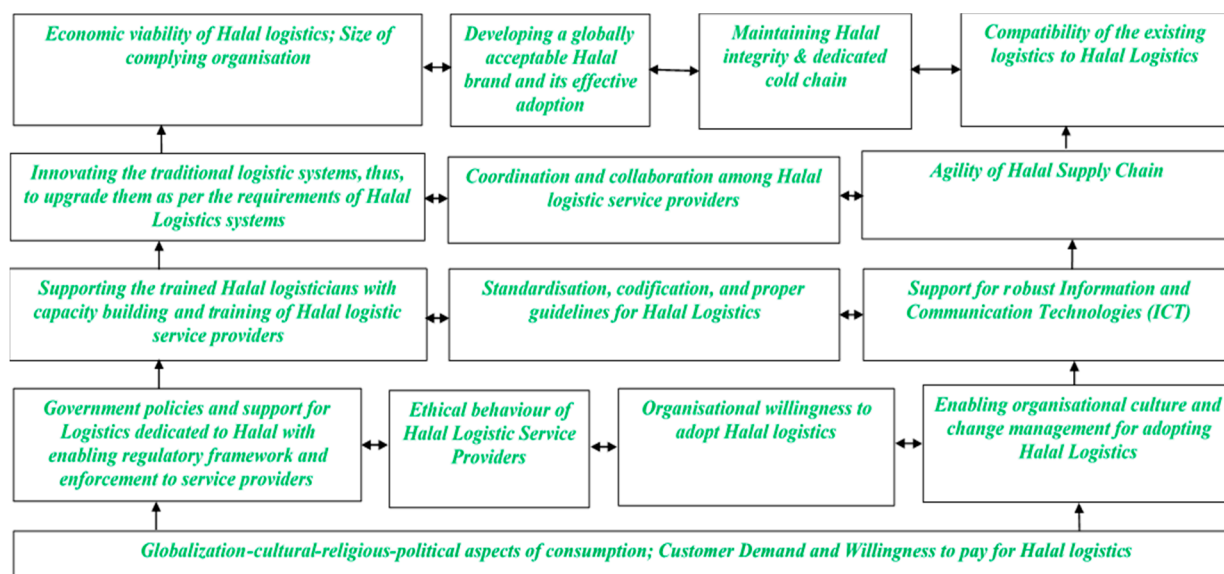 Economic viability of Halal logistics; Size of
complying organisation
Developing a globally
acceptable Halal
brand and its effective
adoption
Maintaining Halal
integrity & dedicated
cold chain
Compatibility of the existing
logistics to Halal Logistics
Innovating the traditional logistic systems, thus,
to upgrade them as per the requirements of Halal
Logistics systems
Coordination and collaboration among Halal
logistic service providers
Agility of Halal Supply Chain
Supporting the trained Halal logisticians with
capacity building and training of Halal logistic
service providers
Standardisation, codification, and proper
guidelines for Halal Logistics
Support for robust Information and
Communication Technologies (ICT)
Government policies and support for
Logistics dedicated to Halal with
enabling regulatory framework and
enforcement to service providers
Ethical behaviour of
Halal Logistic Service
Providers
Organisational willingness to
adopt Halal logistics
Enabling organisational culture and
change management for adopting
Halal Logistics
Globalization-cultural-religious-political aspects of consumption; Customer Demand and Willingness to pay for Halal logistics